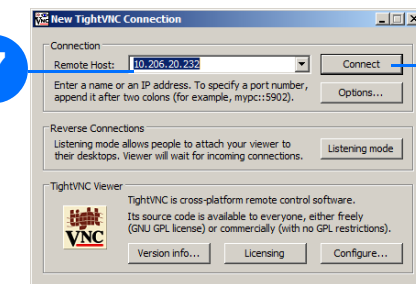 New TightVNC Connection
Connection
Remote Host: 10.206.20.232 Connect
Enter a name or an IP address. To specify a port number,
append it after two colons (for example, mypc::5902). Options...
Reverse Connections
Listening mode allows people to attach your viewer to
their desktops. Viewer will wait for incoming connections. Listening mode
TightVNC Viewer
TightVNC is cross-platform remote control software.
Its source code is available to everyone, either freely
(GNU GPL license) or commercially (with no GPL restrictions).
tight
VNC
Version info... Licensing Configure...